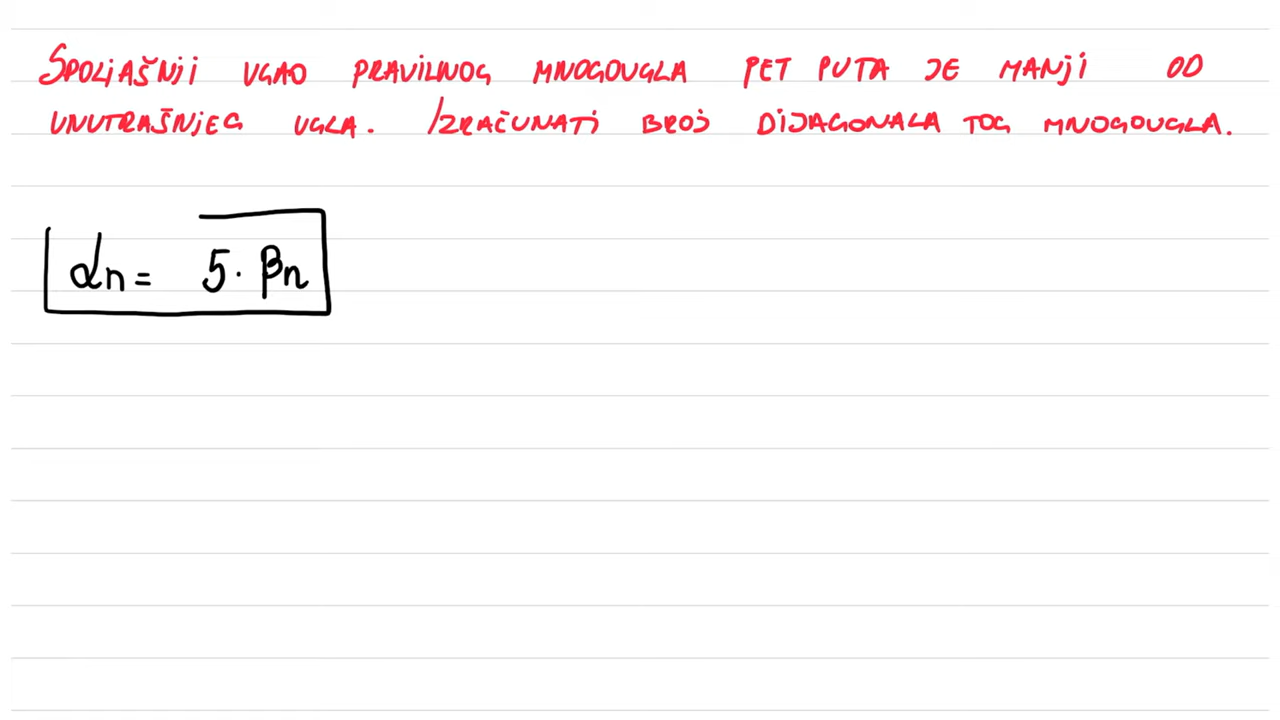 SPOLJAŠNJI UGAO PRAVILNOG MNOGOUGLA PET PUTA JE MANJI OD
UNUTRAŠNJEG UGLA. IZRAČUNATI BROJ DIJAGONALA TOG MNOGOUGLA.
αn = 5 · βn